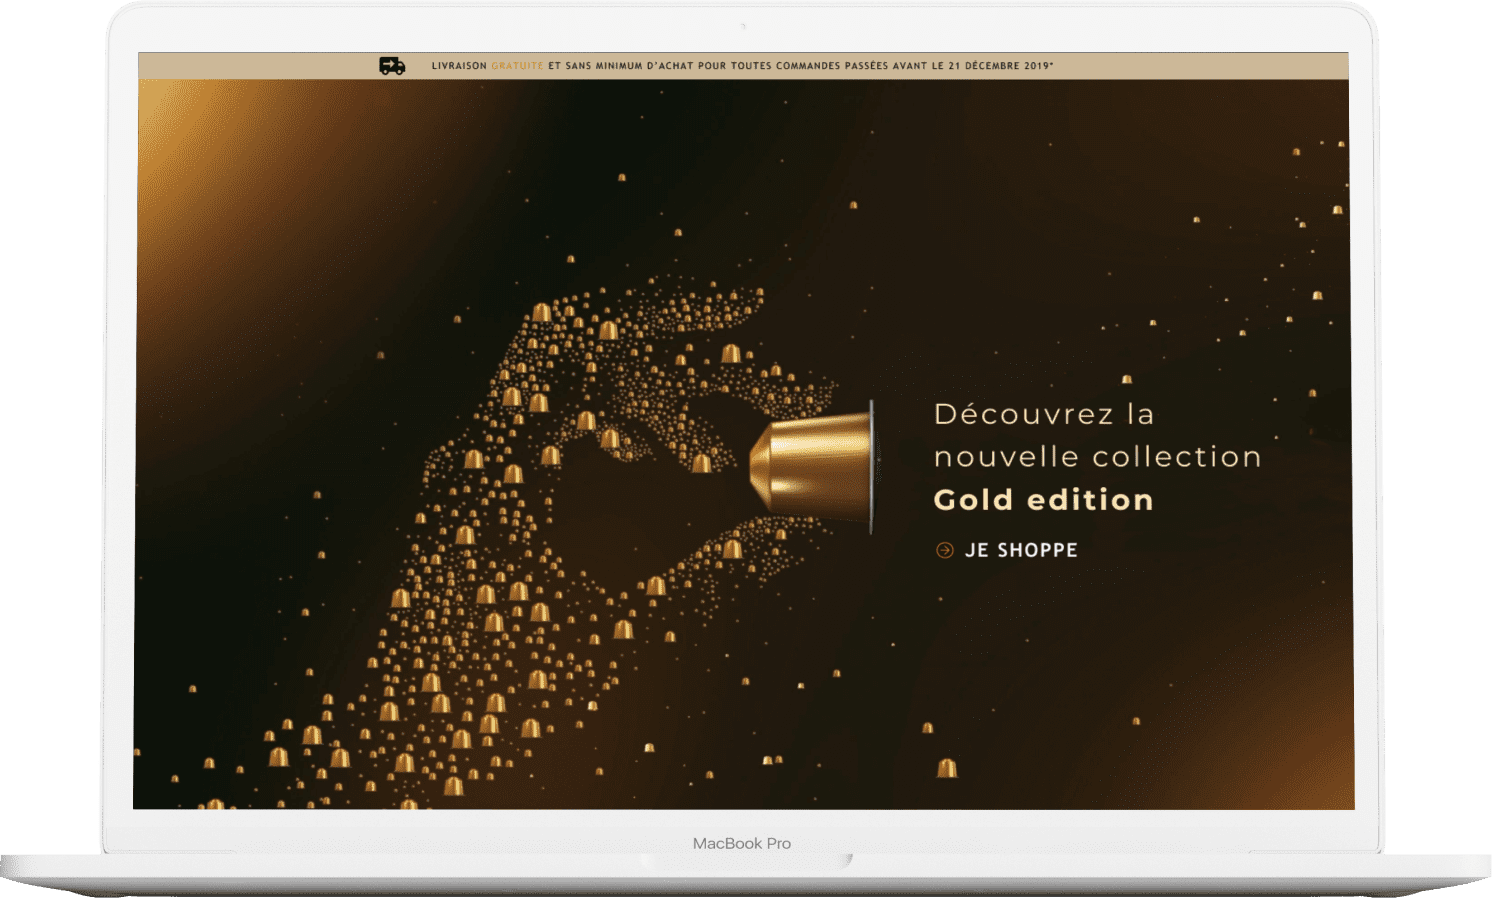 LIVRAISON GRATUITE ET SANS MINIMUM D'ACHAT POUR TOUTES COMMANDES PASSÉES AVANT LE 21 DÉCEMBRE 2019*
Découvrez la
nouvelle collection
Gold edition
JE SHOPPE
MacBook Pro